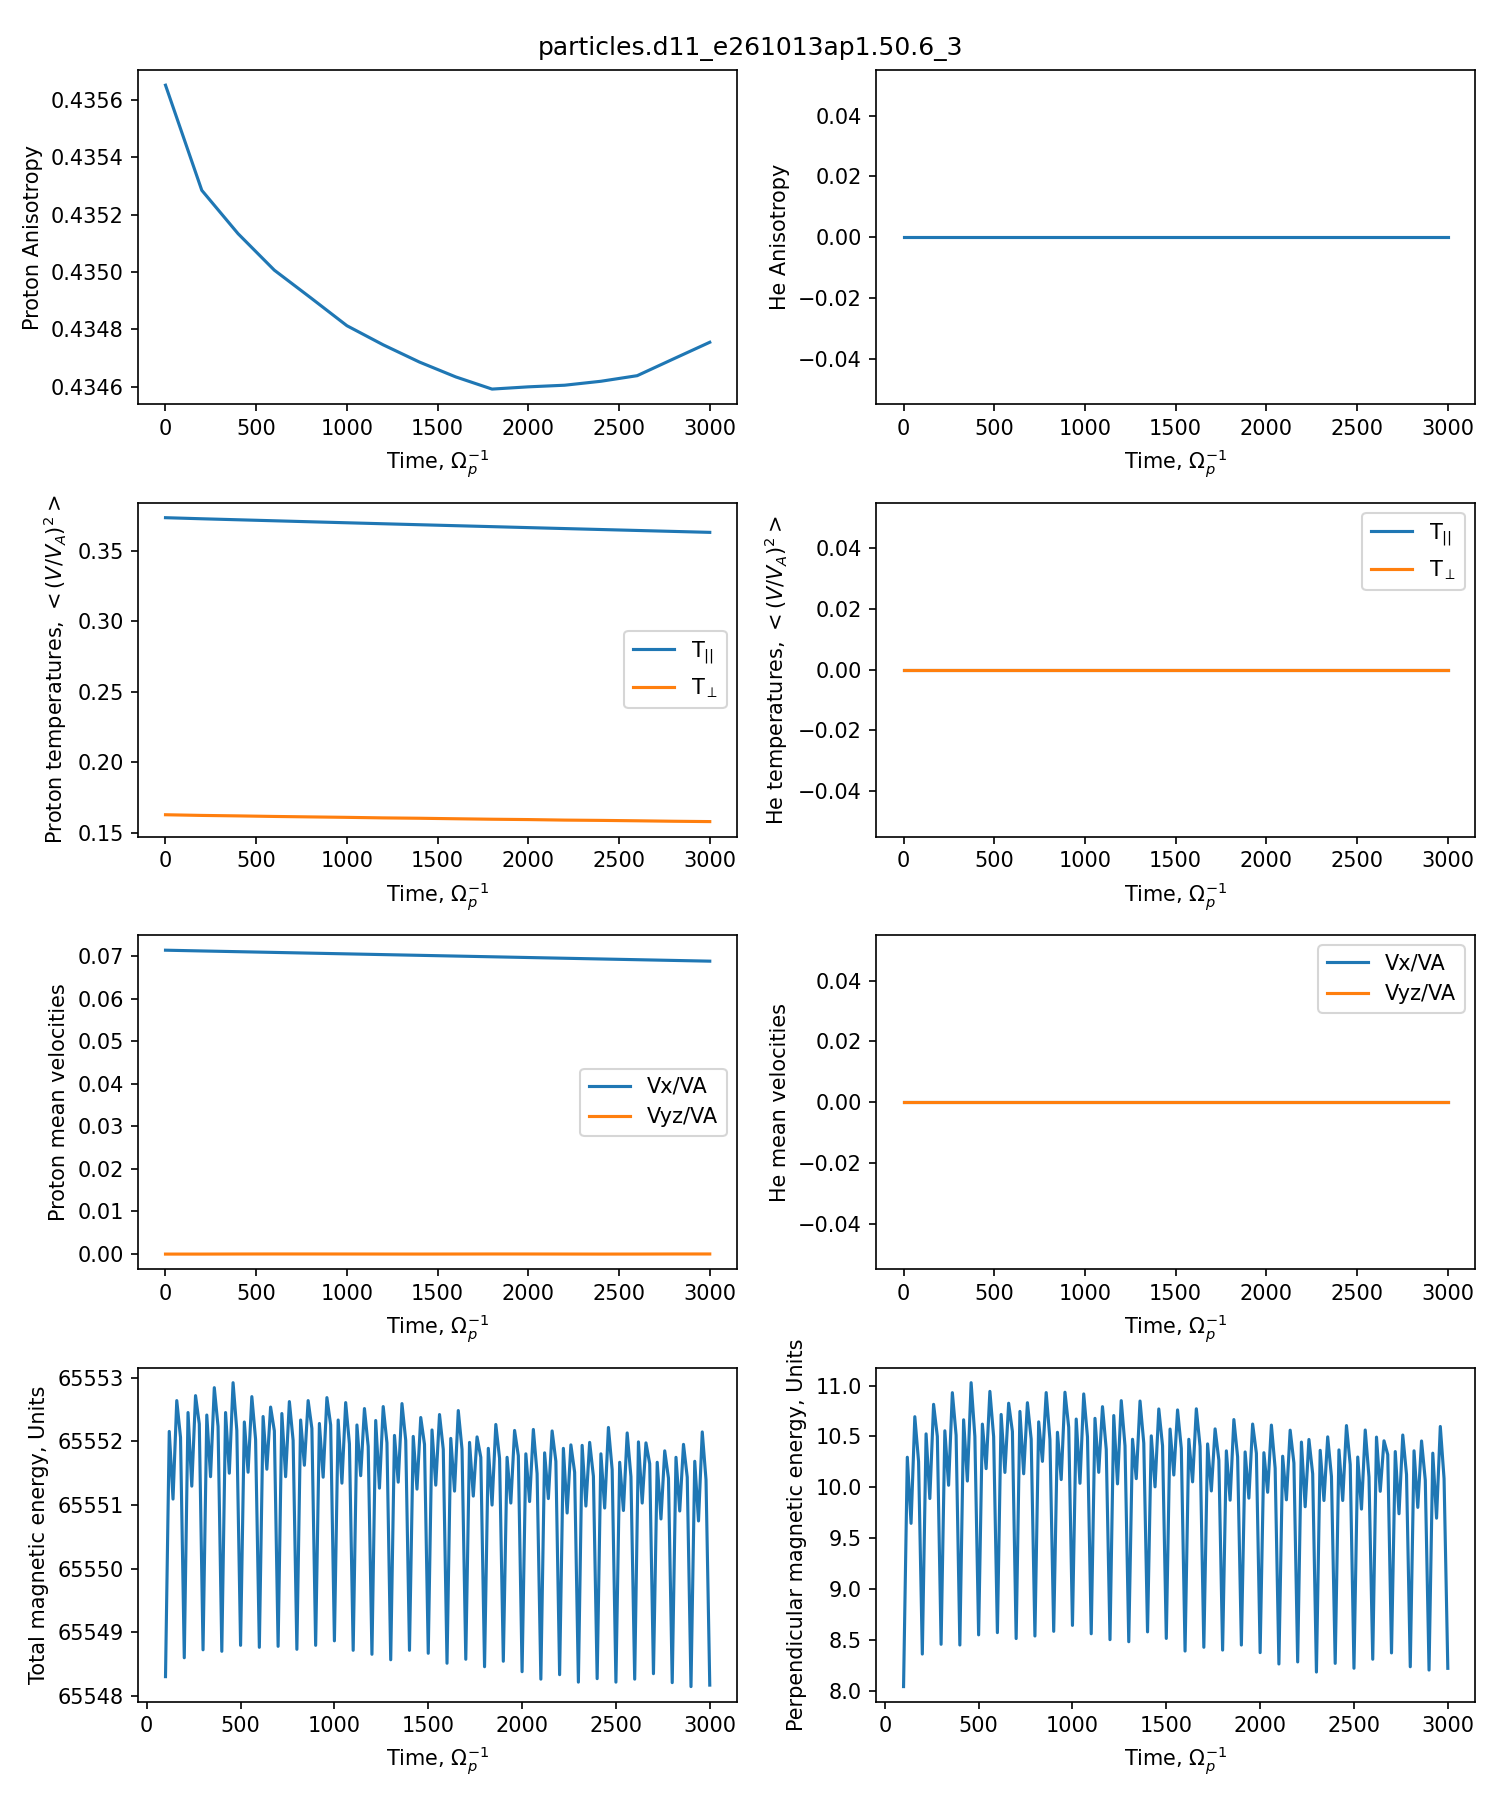 particles.d11_e261013ap1.50.6_3
Proton Anisotropy
0.4356
0.4354
0.4352
0.4350
0.4348
0.4346
0 500 1000 1500 2000 2500 3000
Time, Ω_p^{-1}
He Anisotropy
0.04
0.02
0.00
−0.02
−0.04
0 500 1000 1500 2000 2500 3000
Time, Ω_p^{-1}
Proton temperatures, <(V/V_A)^2>
0.35
0.30
0.25
0.20
0.15
T_{||}
T_⊥
0 500 1000 1500 2000 2500 3000
Time, Ω_p^{-1}
He temperatures, <(V/V_A)^2>
0.04
0.02
0.00
−0.02
−0.04
T_{||}
T_⊥
0 500 1000 1500 2000 2500 3000
Time, Ω_p^{-1}
Proton mean velocities
0.07
0.06
0.05
0.04
0.03
0.02
0.01
0.00
Vx/VA
Vyz/VA
0 500 1000 1500 2000 2500 3000
Time, Ω_p^{-1}
He mean velocities
0.04
0.02
0.00
−0.02
−0.04
Vx/VA
Vyz/VA
0 500 1000 1500 2000 2500 3000
Time, Ω_p^{-1}
Total magnetic energy, Units
65553
65552
65551
65550
65549
65548
0 500 1000 1500 2000 2500 3000
Time, Ω_p^{-1}
Perpendicular magnetic energy, Units
11.0
10.5
10.0
9.5
9.0
8.5
8.0
0 500 1000 1500 2000 2500 3000
Time, Ω_p^{-1}